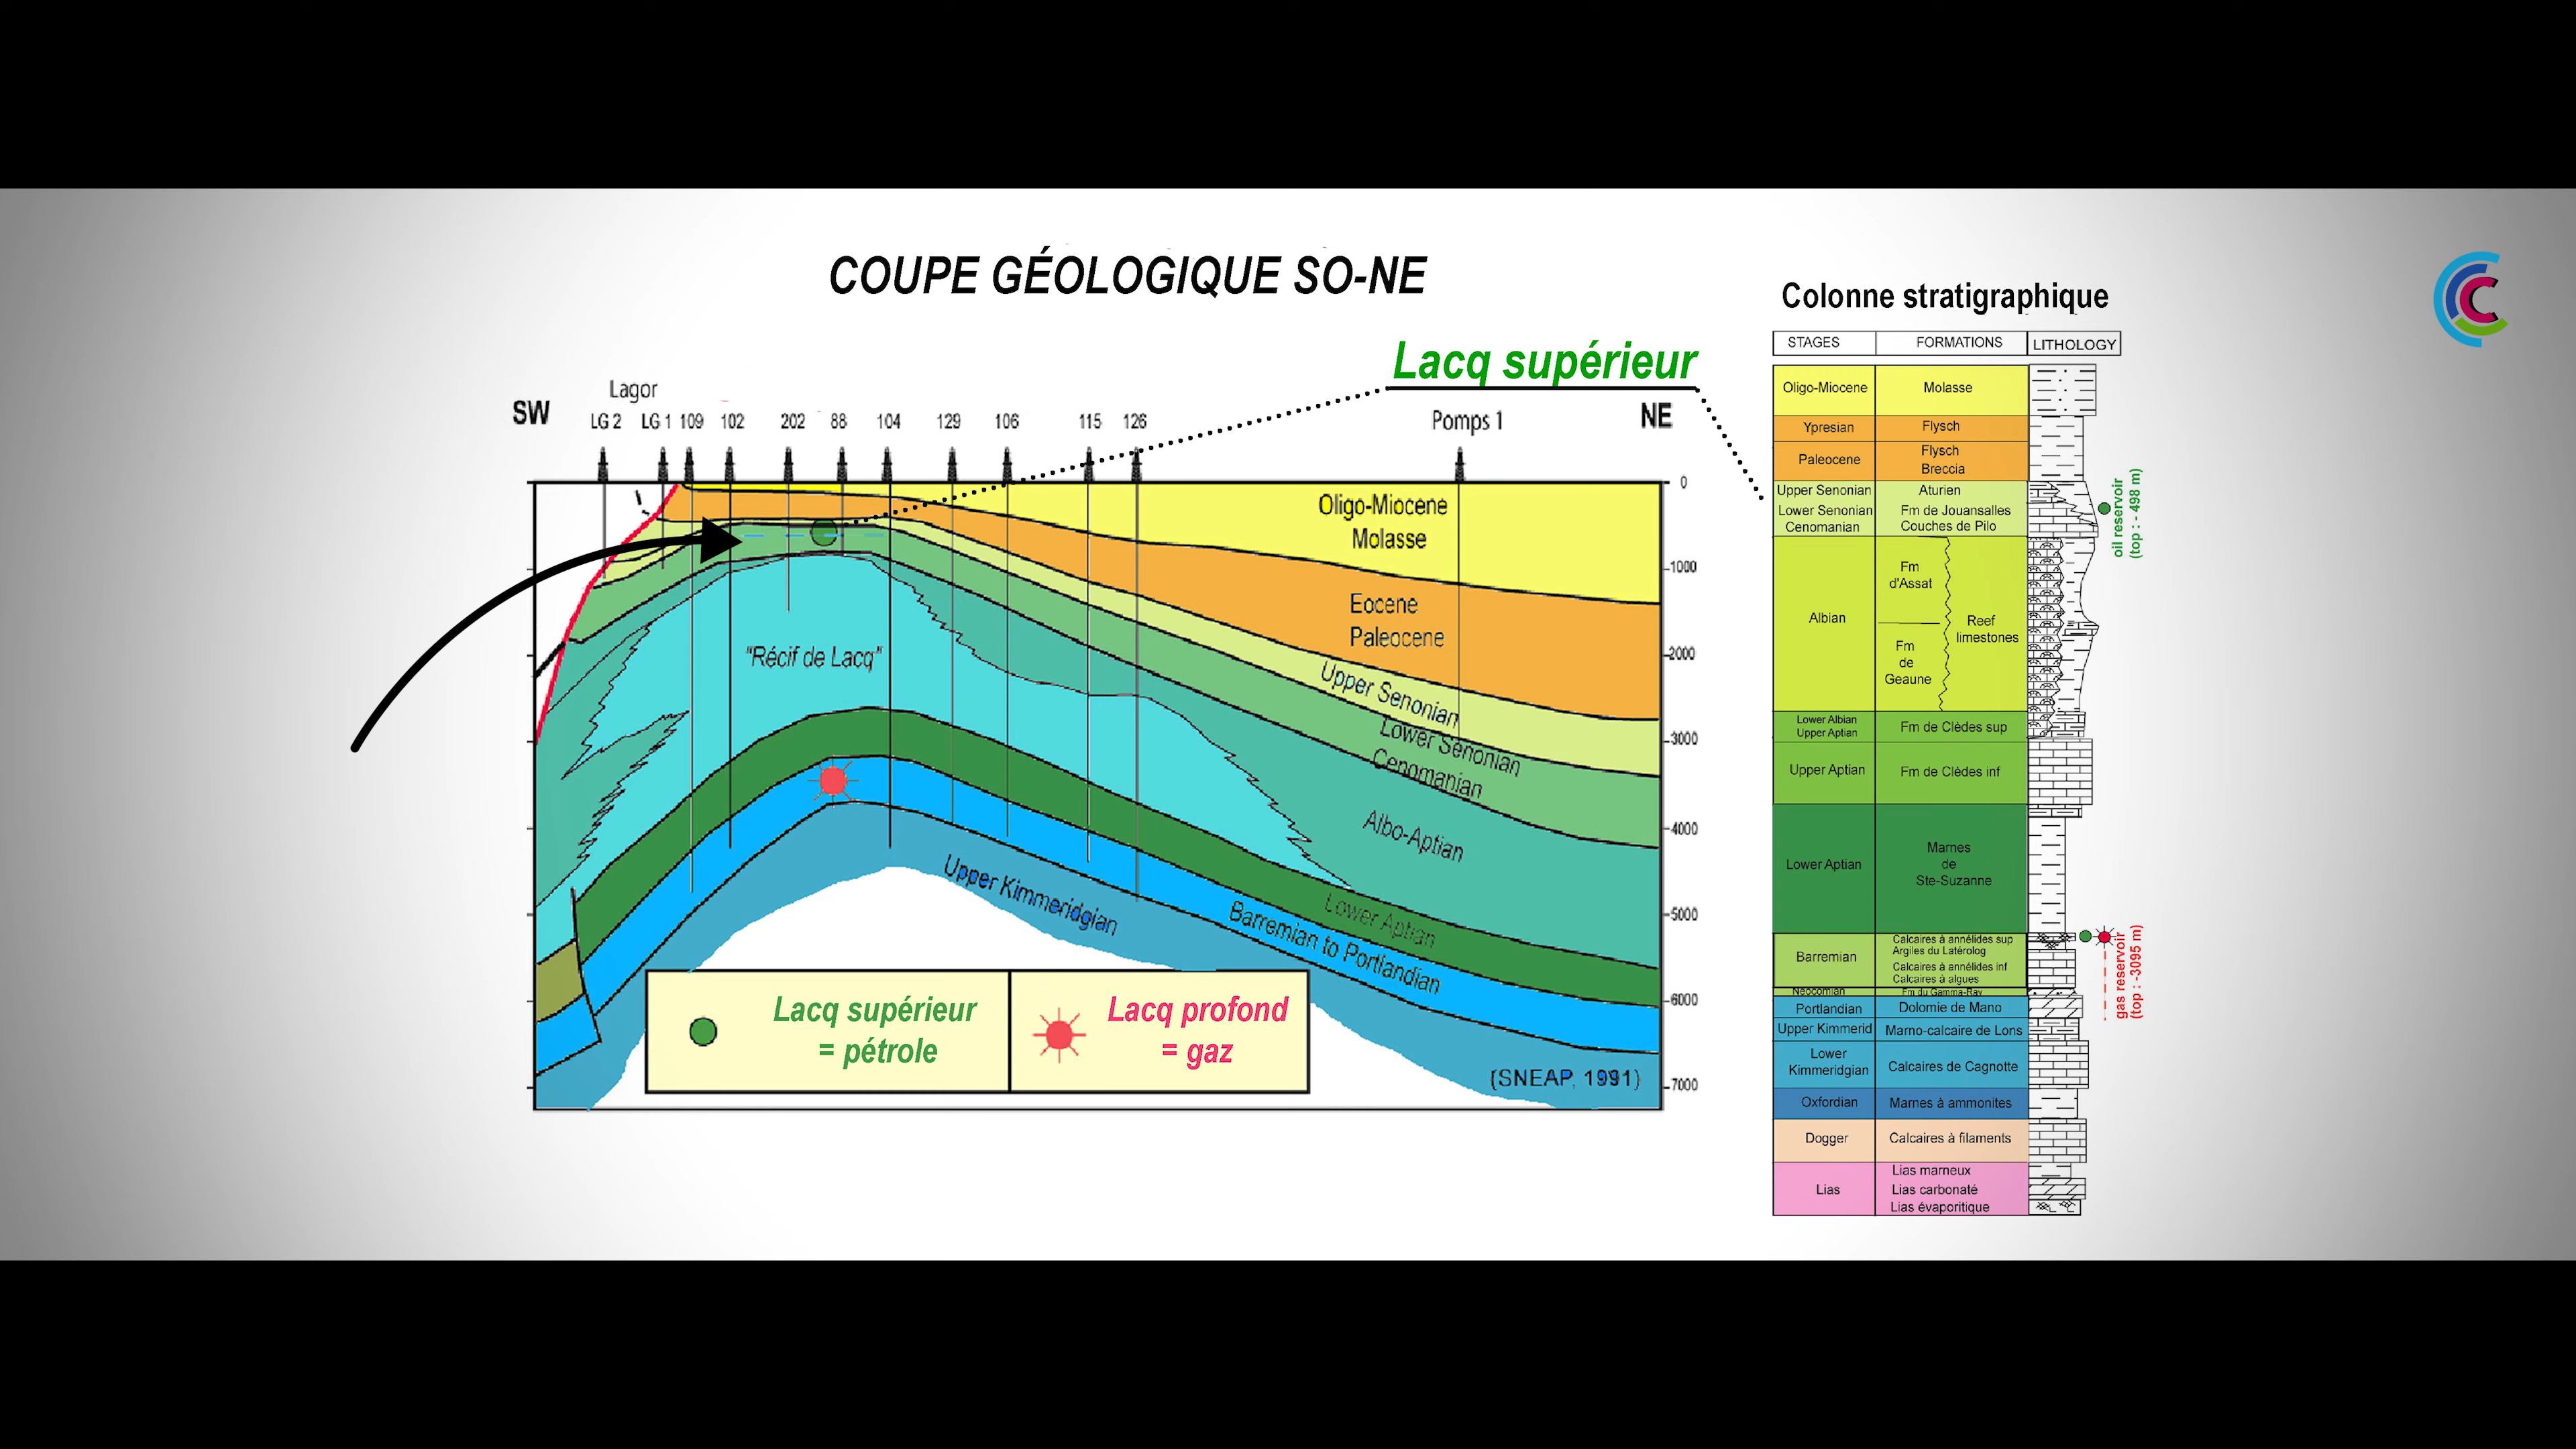 COUPE GÉOLOGIQUE SO-NE
Colonne stratigraphique
Lacq supérieur
SW
Lagor
LG 2 LG 1 109 102 202 88 104 129 106 115 126
Pomps 1
NE
0
1000
2000
3000
4000
5000
6000
7000
Oligo-Miocene
Molasse
Eocene
Paleocene
Upper Senonian
Lower Senonian
Cenomanian
Albo-Aptian
Lower Aptian
Barremian to Portlandian
Upper Kimmeridgian
"Récif de Lacq"
Lacq supérieur
= pétrole
Lacq profond
= gaz
(SNEAP, 1991)
STAGES FORMATIONS LITHOLOGY
Oligo-Miocene Molasse
Ypresian Flysch
Paleocene Flysch
Breccia
Upper Senonian Aturien
Lower Senonian Fm de Jouansalles
Cenomanian Couches de Pilo
Albian
Fm
d'Assat
Reef
limestones
Fm
de
Geaune
Lower Albian
Upper Aptian
Fm de Clèdes sup
Upper Aptian Fm de Clèdes inf
Lower Aptian
Marnes
de
Ste-Suzanne
Barremian
Calcaires à annélides sup
Argiles du Latérolog
Calcaires à annélides inf
Calcaires à algues
Neocomian Fm du Gamma-Ray
Portlandian Dolomie de Mano
Upper Kimmerid Marno-calcaire de Lons
Lower
Kimmeridgian
Calcaires de Cagnotte
Oxfordian Marnes à ammonites
Dogger Calcaires à filaments
Lias
Lias marneux
Lias carbonaté
Lias évaporitique
oil reservoir
(top : - 498 m)
gas reservoir
(top : -3095 m)